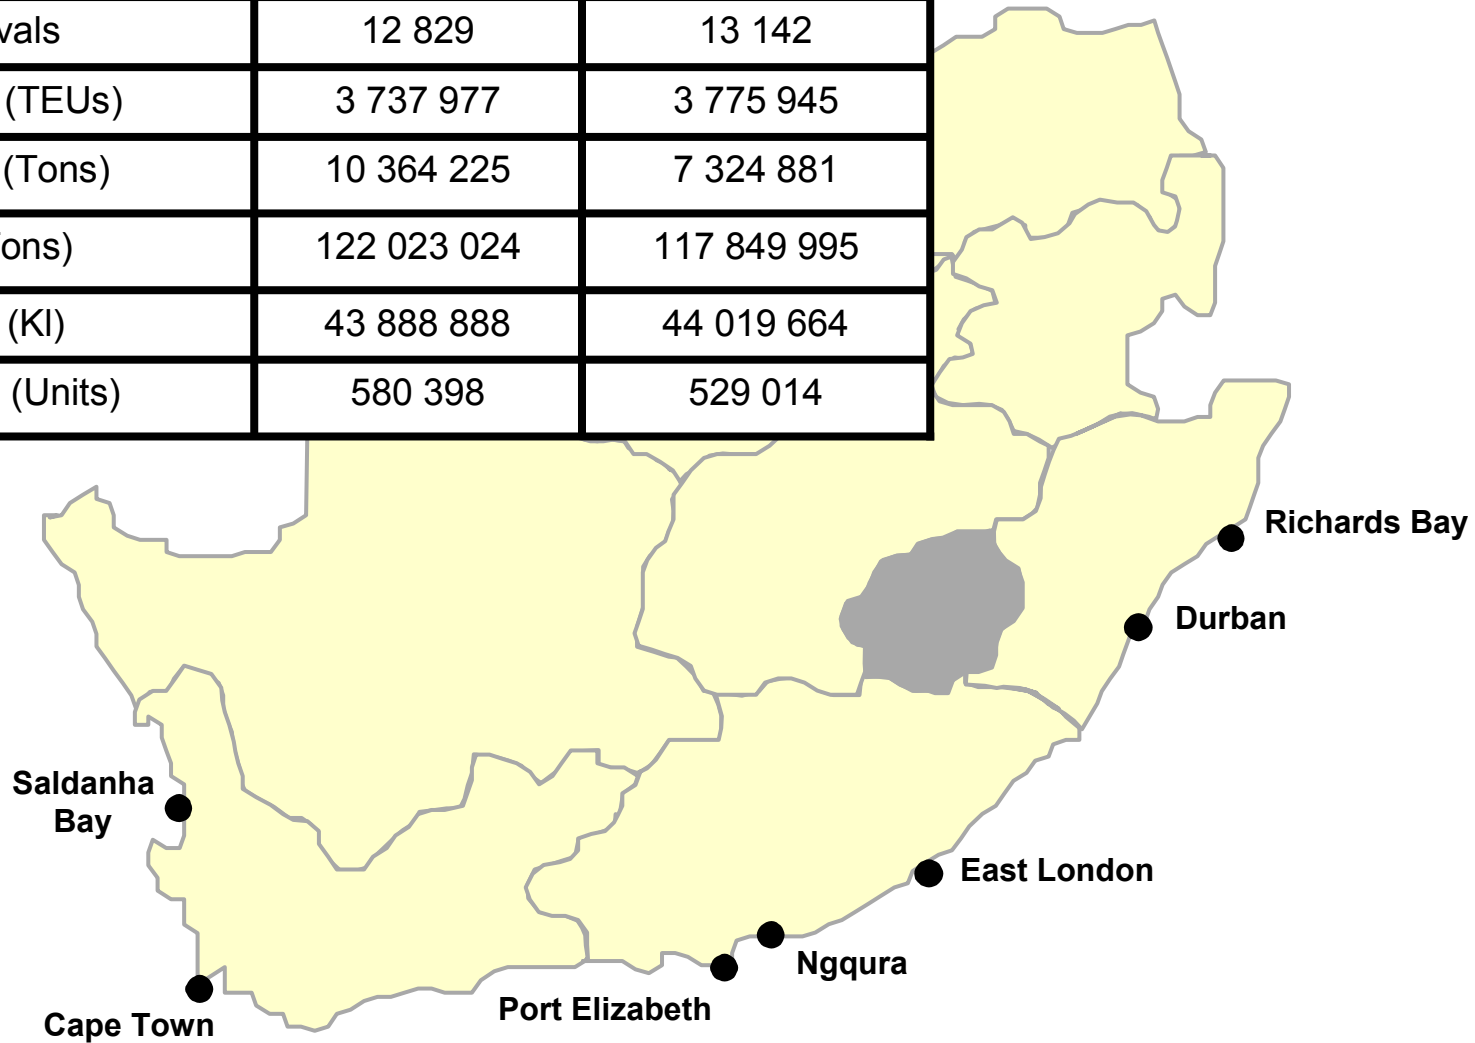 vals 12 829 13 142
(TEUs) 3 737 977 3 775 945
(Tons) 10 364 225 7 324 881
ons) 122 023 024 117 849 995
(Kl) 43 888 888 44 019 664
(Units) 580 398 529 014
Richards Bay
Durban
Saldanha
Bay
East London
Ngqura
Port Elizabeth
Cape Town